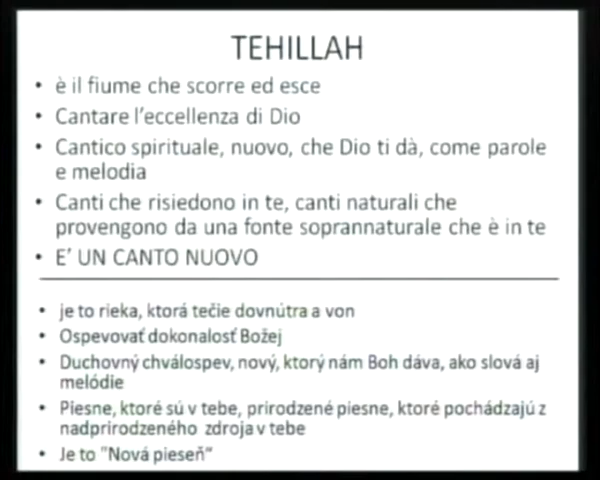 TEHILLAH
• è il fiume che scorre ed esce
• Cantare l'eccellenza di Dio
• Cantico spirituale, nuovo, che Dio ti dà, come parole
e melodia
• Canti che risiedono in te, canti naturali che
provengono da una fonte soprannaturale che è in te
• E' UN CANTO NUOVO
• je to rieka, ktorá tečie dovnútra a von
• Ospevovať dokonalosť Božej
• Duchovný chválospev, nový, ktorý nám Boh dáva, ako slová aj
melódie
• Piesne, ktoré sú v tebe, prirodzené piesne, ktoré pochádzajú z
nadprirodzeného zdroja v tebe
• Je to "Nová pieseň"